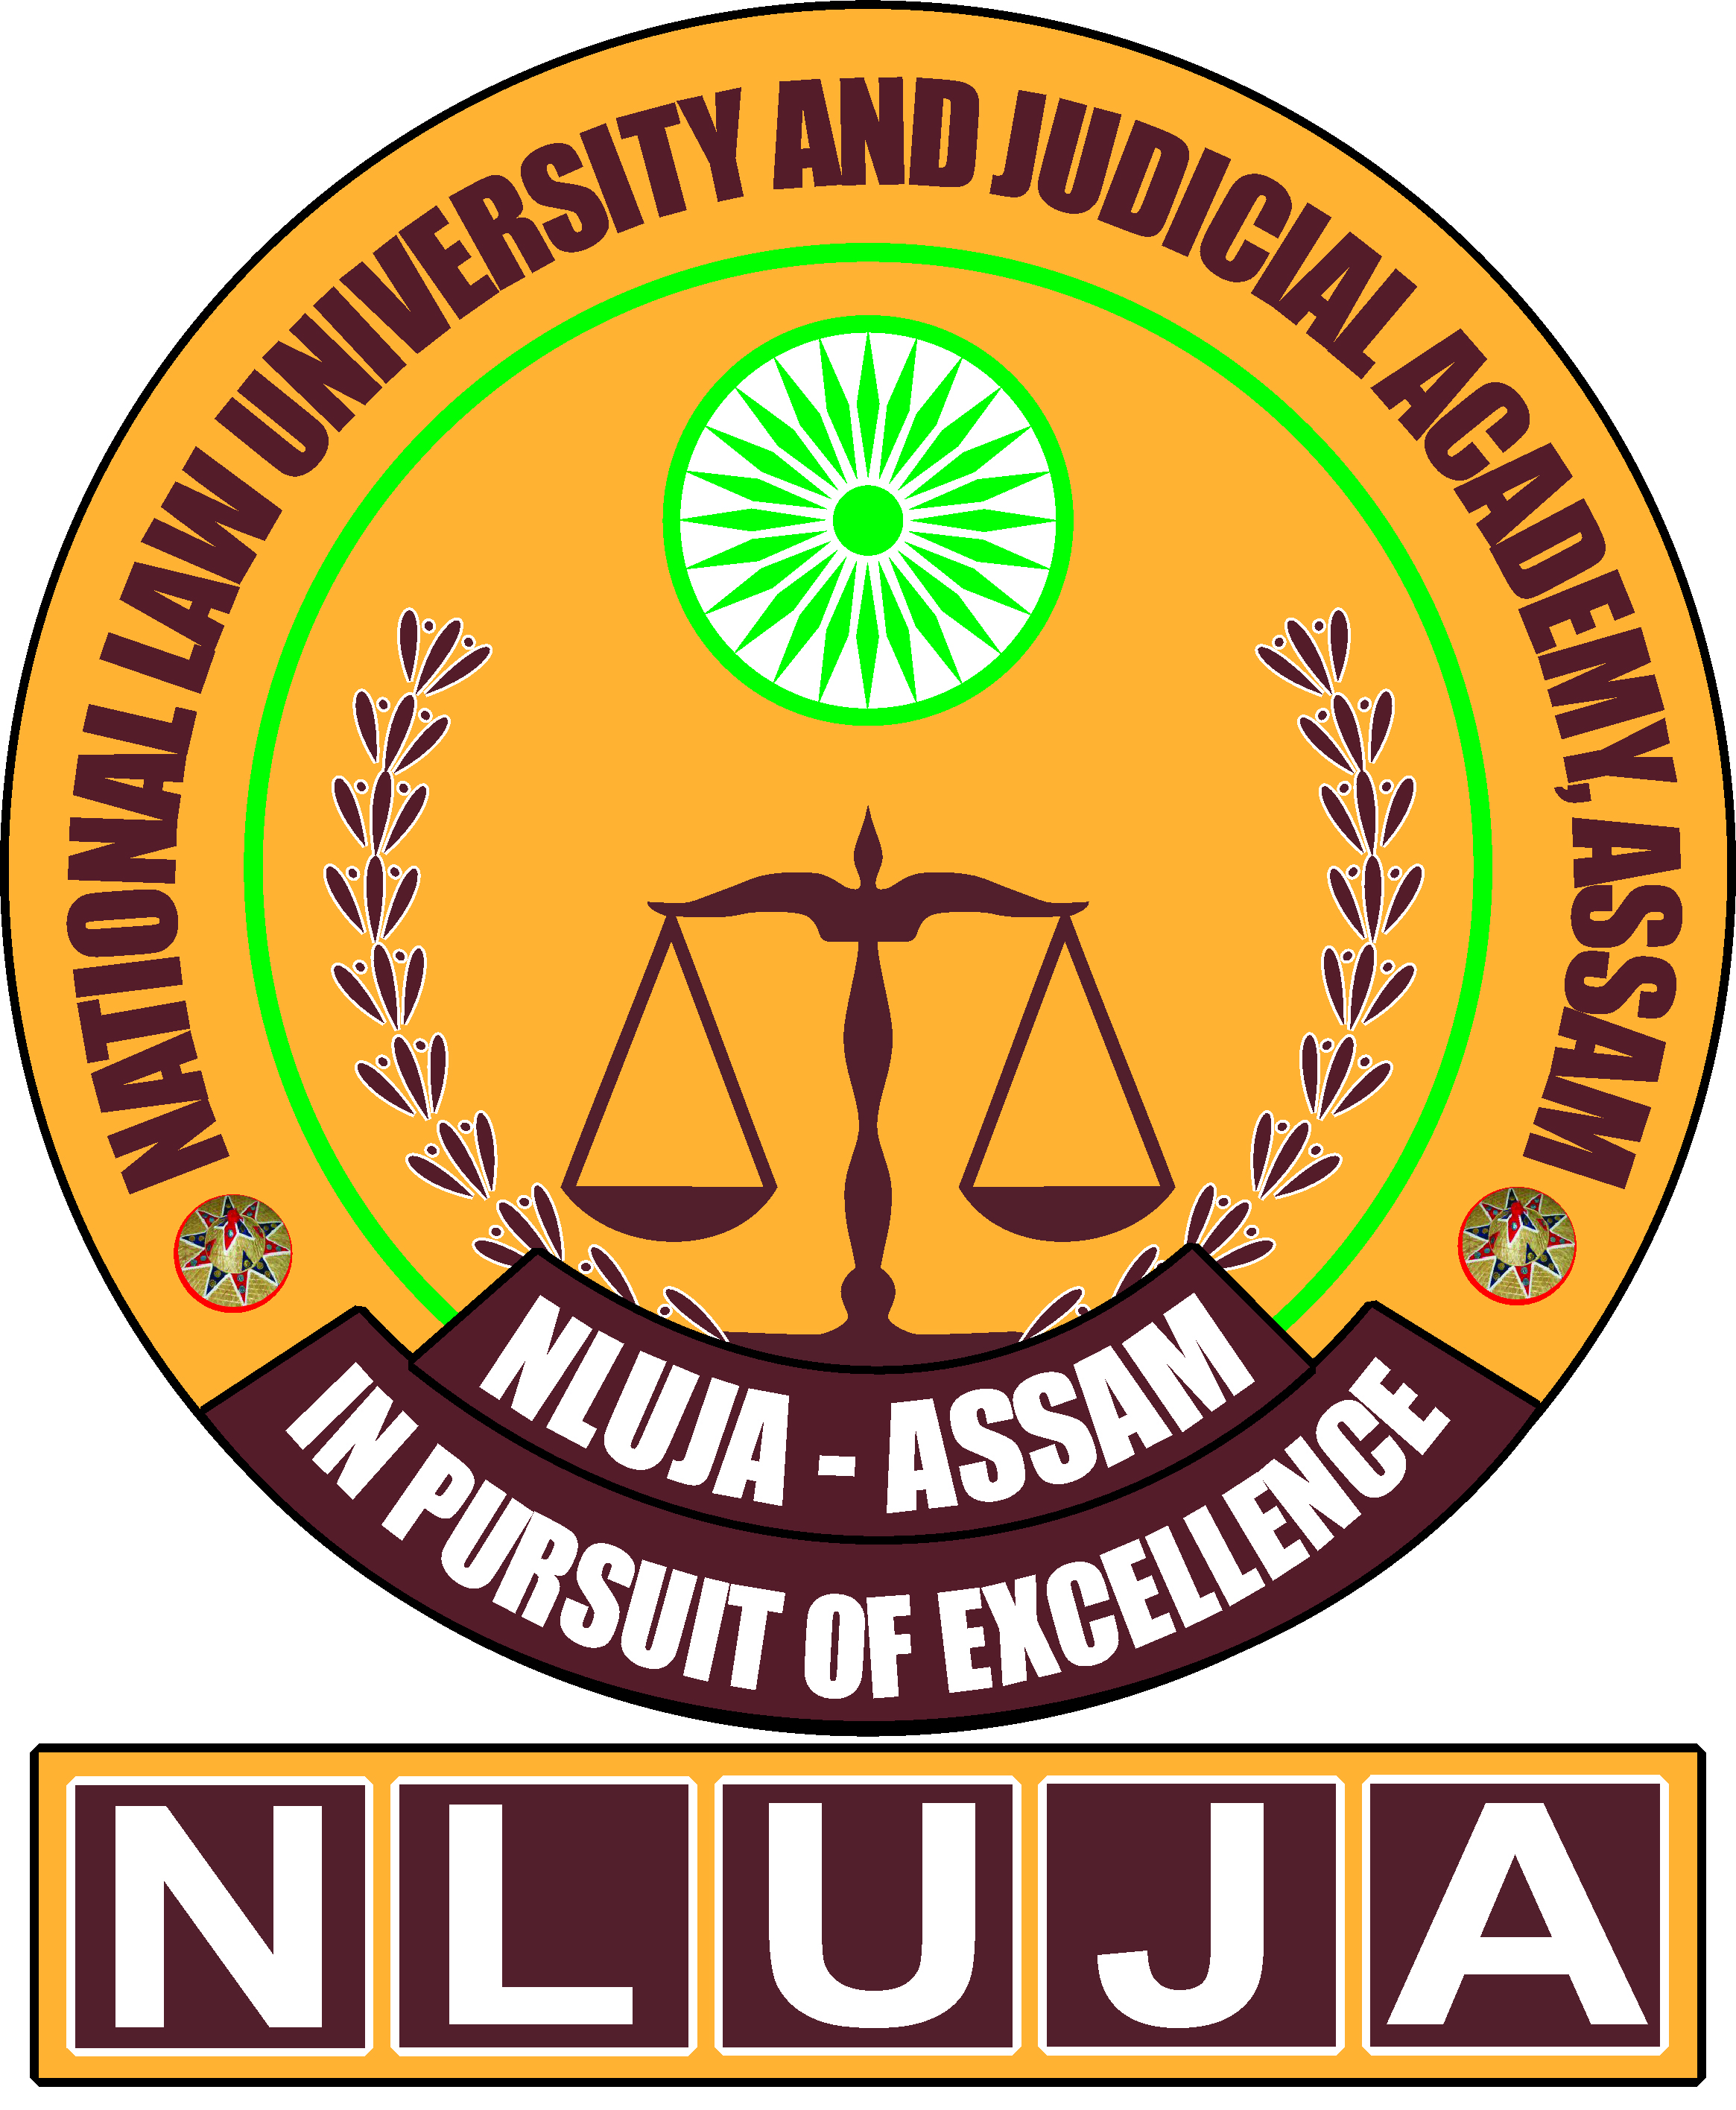 NATIONAL LAW UNIVERSITY AND JUDICIAL ACADEMY, ASSAM
NLUJA - ASSAM
IN PURSUIT OF EXCELLENCE
NLUJA